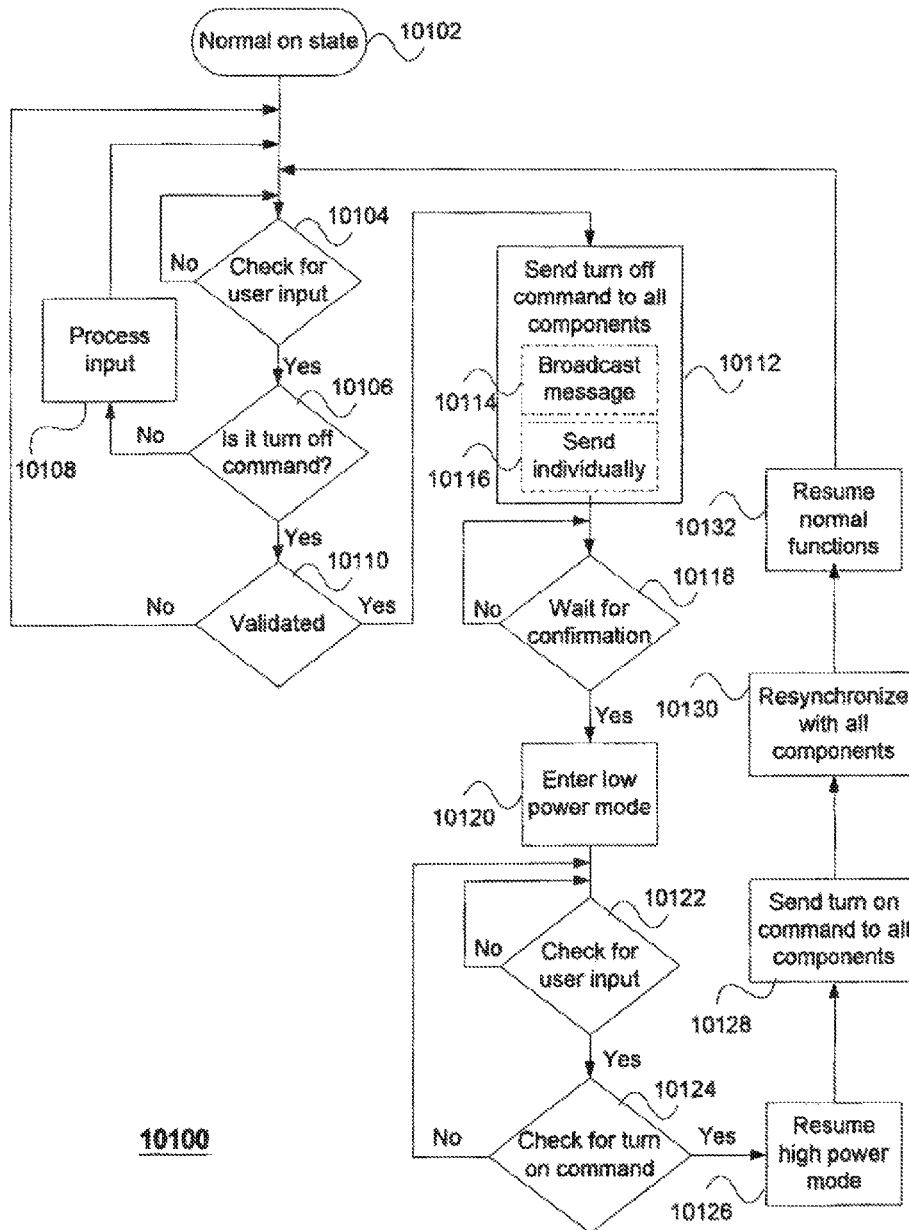 Normal on state
10102
10104
No
Check for
user input
Process
input
Yes
10106
10108
No
Is it turn off
command?
Yes
10110
No
Validated
Yes
Send turn off
command to all
components
10112
Broadcast
message
10114
Send
individually
10116
10118
No
Wait for
confirmation
Yes
Enter low
power mode
10120
10122
No
Check for
user input
Yes
10124
No
Check for turn
on command
Yes
Resume
high power
mode
10126
Send turn on
command to all
components
10128
Resynchronize
with all
components
10130
Resume
normal
functions
10132
10100